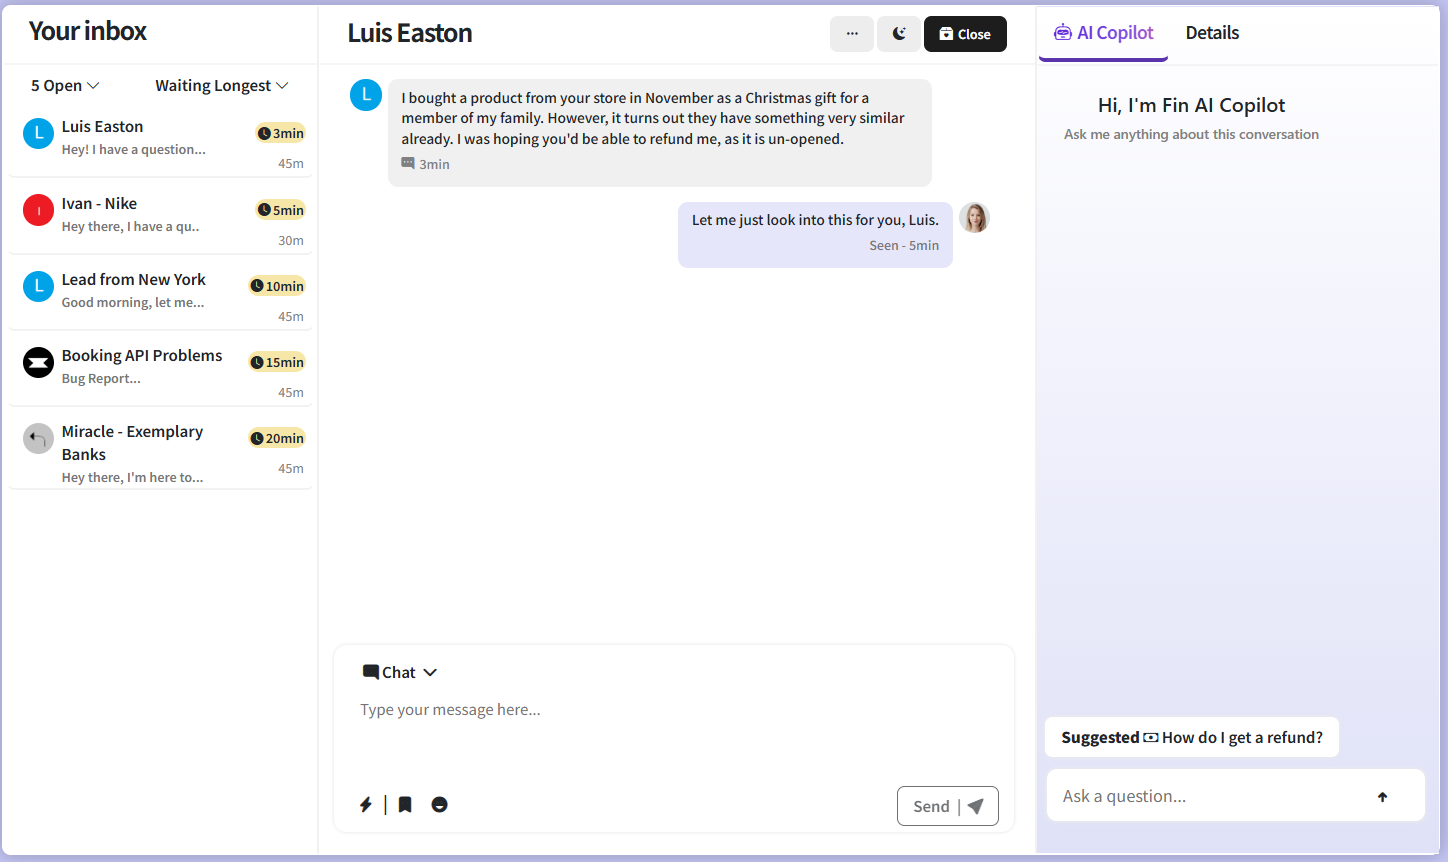 Your inbox
5 Open
Waiting Longest
L
Luis Easton
3min
Hey! I have a question...
45m
I
Ivan - Nike
5min
Hey there, I have a qu..
30m
L
Lead from New York
10min
Good morning, let me...
45m
Booking API Problems
15min
Bug Report...
45m
Miracle - Exemplary
Banks
20min
Hey there, I'm here to...
45m
Luis Easton
...
Close
L
I bought a product from your store in November as a Christmas gift for a
member of my family. However, it turns out they have something very similar
already. I was hoping you'd be able to refund me, as it is un-opened.
3min
Let me just look into this for you, Luis.
Seen - 5min
Chat
Type your message here...
Send |
AI Copilot
Details
Hi, I'm Fin AI Copilot
Ask me anything about this conversation
Suggested How do I get a refund?
Ask a question...